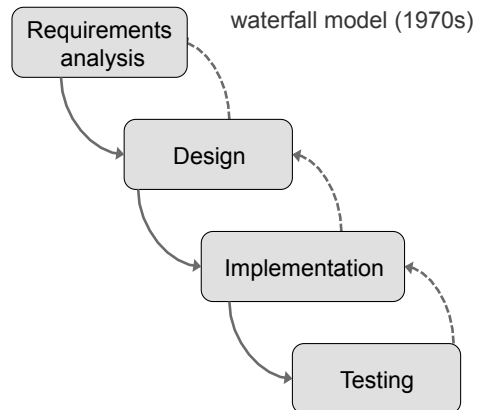 waterfall model (1970s)
Requirements
analysis
Design
Implementation
Testing